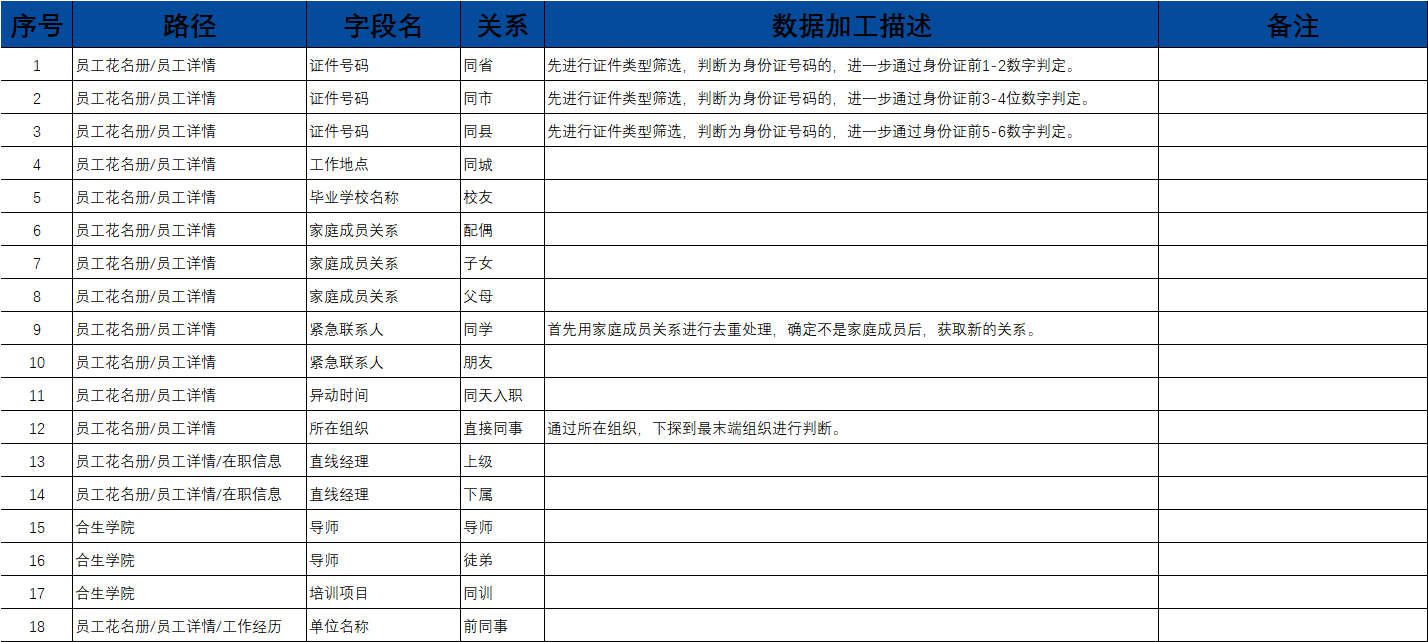 序号 路径 字段名 关系 数据加工描述 备注
1 员工花名册/员工详情 证件号码 同省 先进行证件类型筛选，判断为身份证号码的，进一步通过身份证前1-2数字判定。
2 员工花名册/员工详情 证件号码 同市 先进行证件类型筛选，判断为身份证号码的，进一步通过身份证前3-4位数字判定。
3 员工花名册/员工详情 证件号码 同县 先进行证件类型筛选，判断为身份证号码的，进一步通过身份证前5-6数字判定。
4 员工花名册/员工详情 工作地点 同城
5 员工花名册/员工详情 毕业学校名称 校友
6 员工花名册/员工详情 家庭成员关系 配偶
7 员工花名册/员工详情 家庭成员关系 子女
8 员工花名册/员工详情 家庭成员关系 父母
9 员工花名册/员工详情 紧急联系人 同学 首先用家庭成员关系进行去重处理，确定不是家庭成员后，获取新的关系。
10 员工花名册/员工详情 紧急联系人 朋友
11 员工花名册/员工详情 异动时间 同天入职
12 员工花名册/员工详情 所在组织 直接同事 通过所在组织，下探到最末端组织进行判断。
13 员工花名册/员工详情/在职信息 直线经理 上级
14 员工花名册/员工详情/在职信息 直线经理 下属
15 合生学院 导师 导师
16 合生学院 导师 徒弟
17 合生学院 培训项目 同训
18 员工花名册/员工详情/工作经历 单位名称 前同事